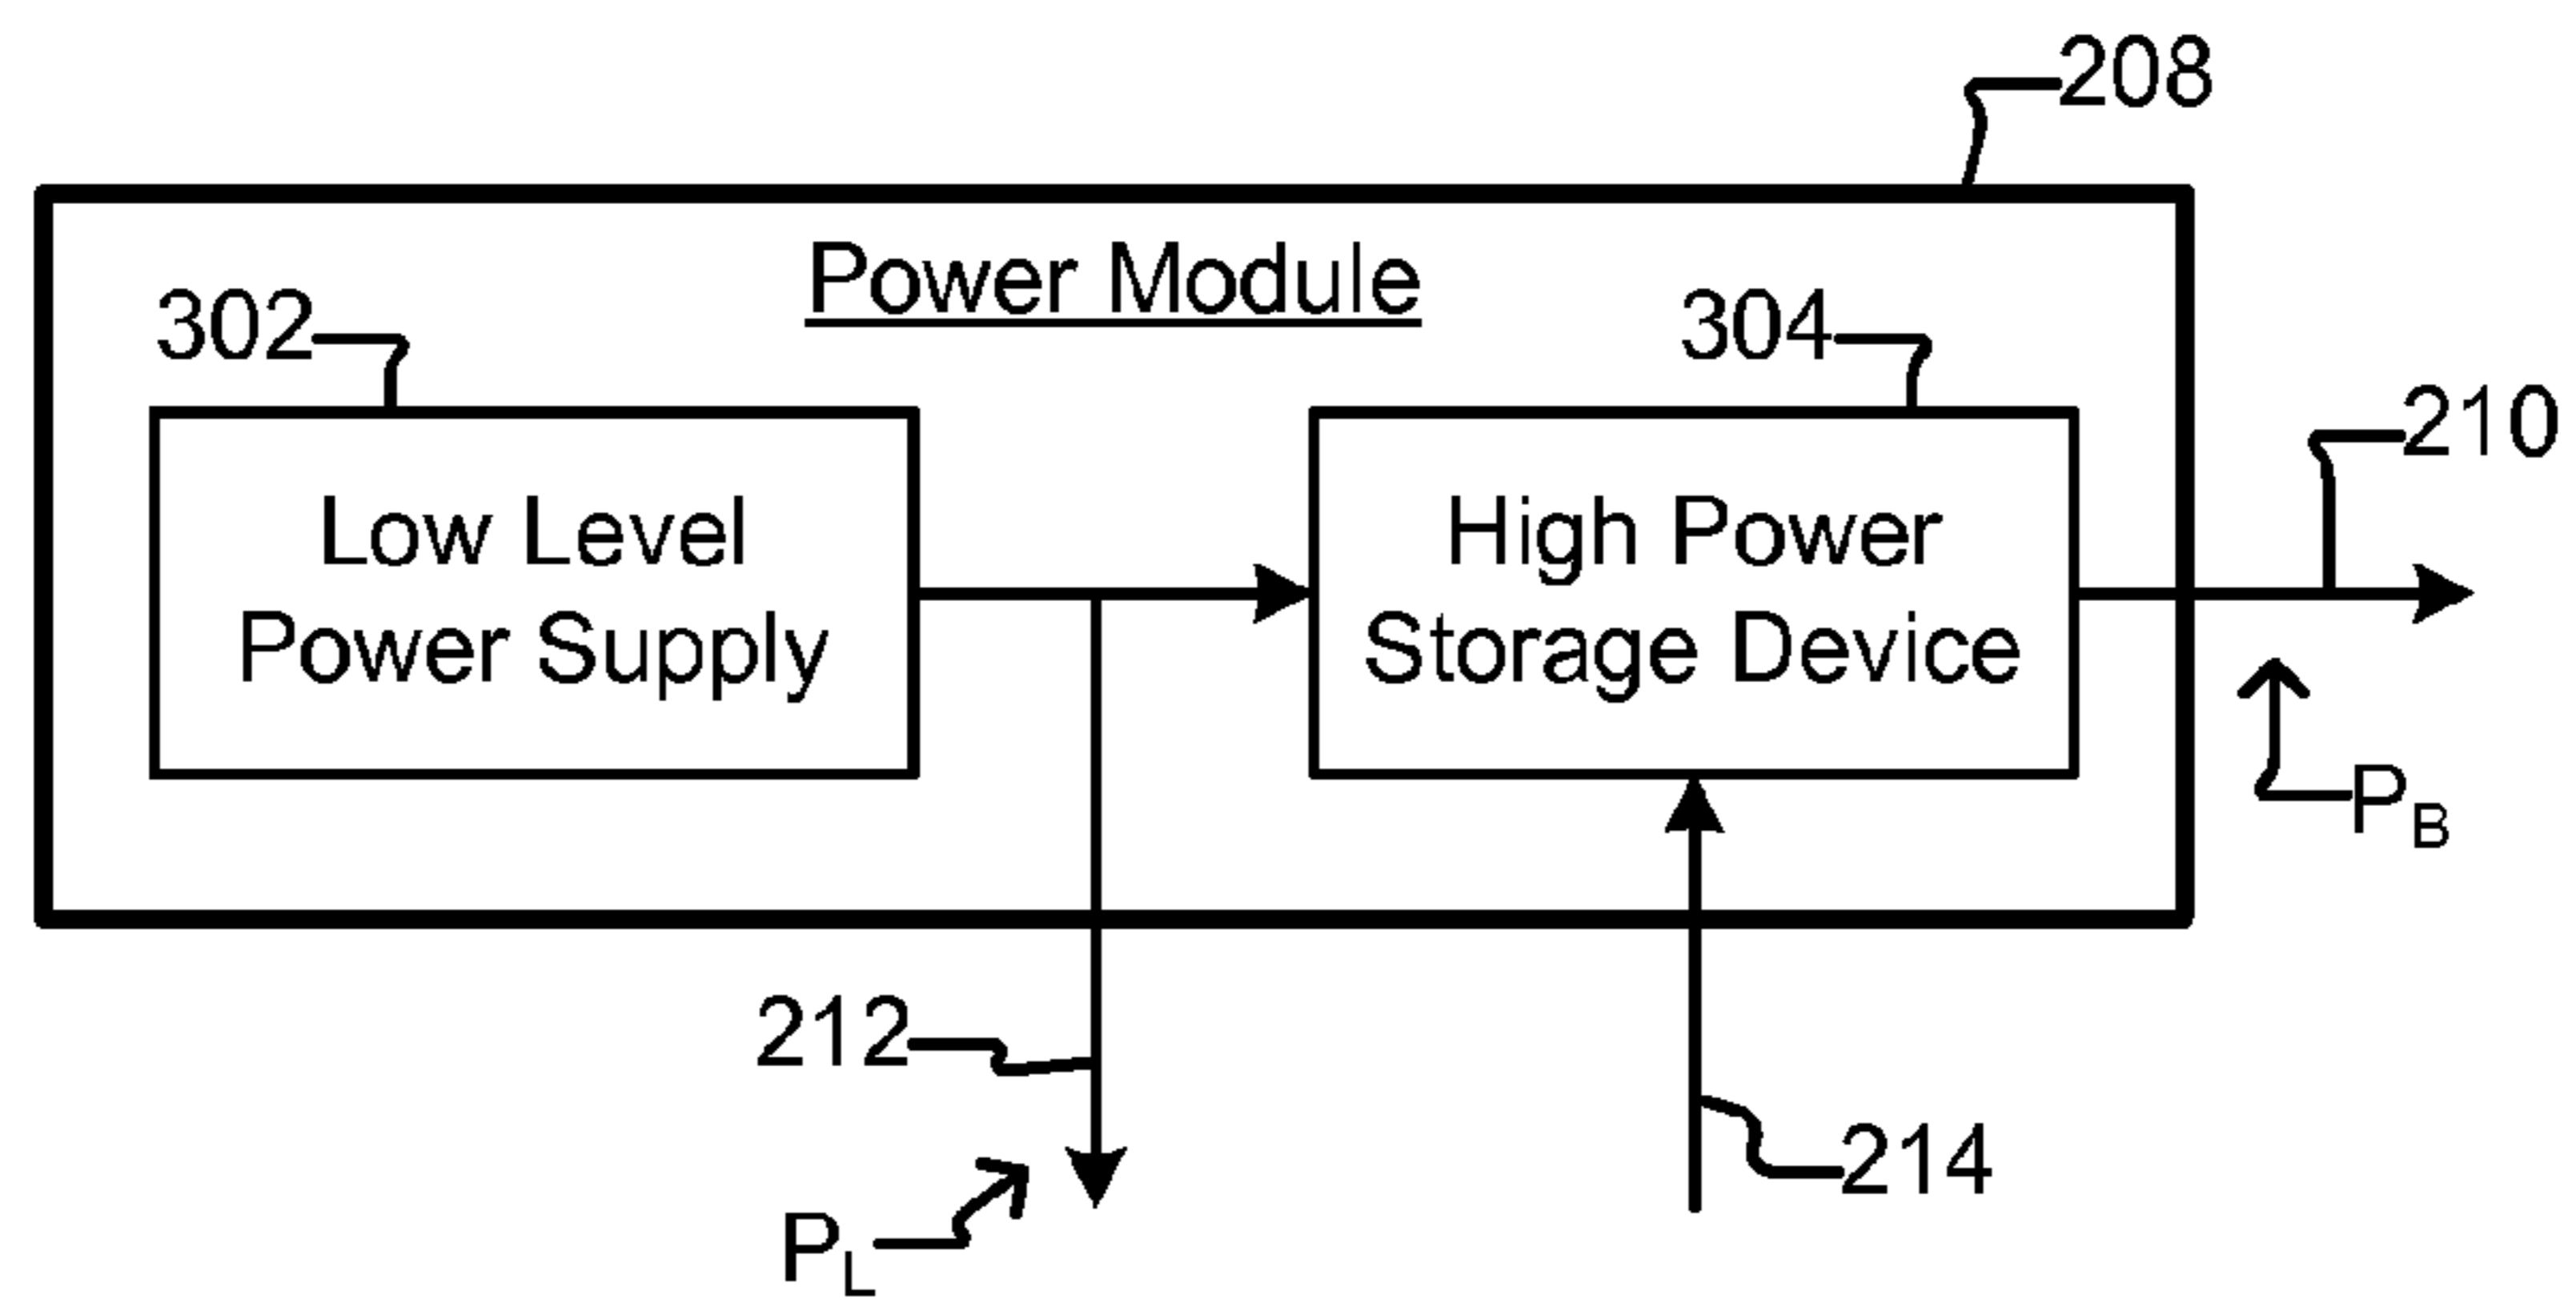 208
Power Module
302
304
210
Low Level
Power Supply
High Power
Storage Device
P_B
212
214
P_L